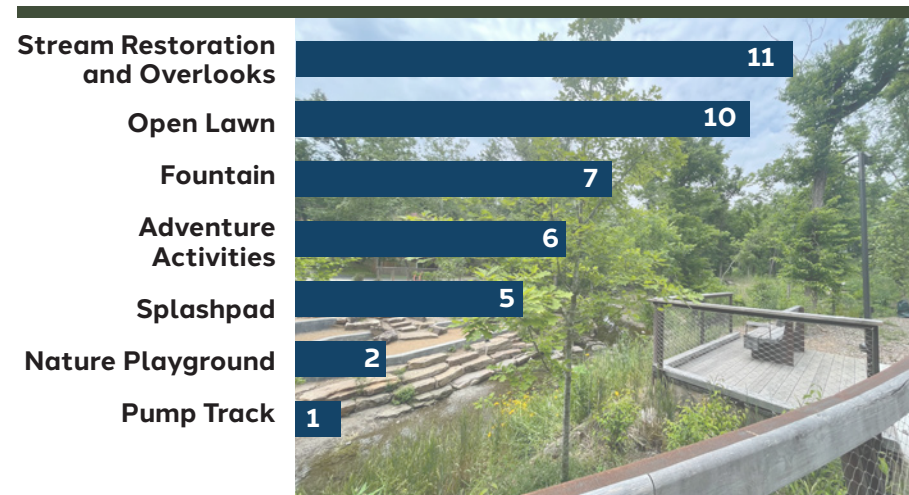 Stream Restoration
and Overlooks
11
Open Lawn
10
Fountain
7
Adventure
Activities
6
Splashpad
5
Nature Playground
2
Pump Track
1